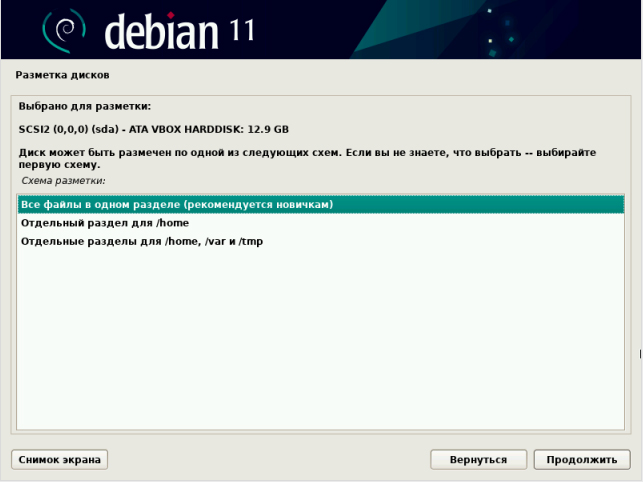 debian 11
Разметка дисков
Выбрано для разметки:
SCSI2 (0,0,0) (sda) - ATA VBOX HARDDISK: 12.9 GB
Диск может быть размечен по одной из следующих схем. Если вы не знаете, что выбрать -- выбирайте
первую схему.
Схема разметки:
Все файлы в одном разделе (рекомендуется новичкам)
Отдельный раздел для /home
Отдельные разделы для /home, /var и /tmp
Снимок экрана Вернуться Продолжить